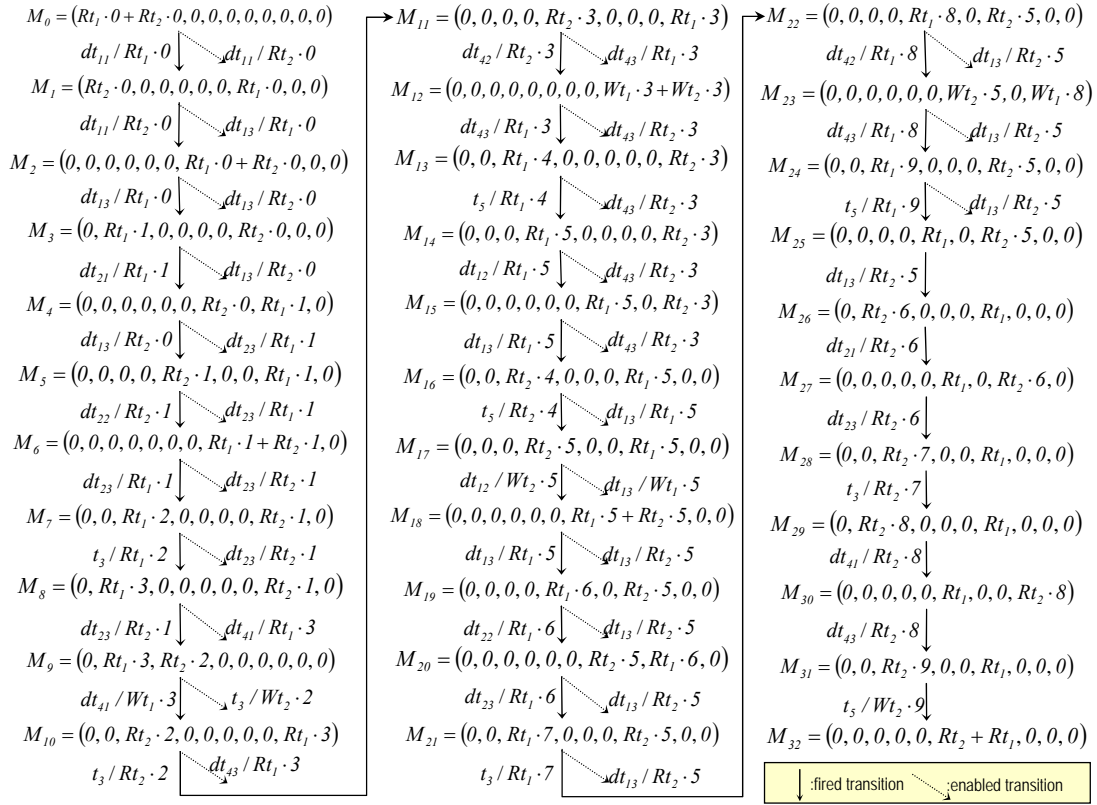 M₀ = (Rt₁·0+Rt₂·0,0,0,0,0,0,0,0,0)
dt₁₁ / Rt₁·0 dt₁₁ / Rt₂·0
M₁ = (Rt₂·0,0,0,0,0,0,Rt₁·0,0,0)
dt₁₁ / Rt₂·0 dt₁₃ / Rt₁·0
M₂ = (0,0,0,0,0,0,Rt₁·0+Rt₂·0,0,0)
dt₁₃ / Rt₁·0 dt₁₃ / Rt₂·0
M₃ = (0,Rt₁·1,0,0,0,0,Rt₂·0,0,0)
dt₂₁ / Rt₁·1 dt₁₃ / Rt₂·0
M₄ = (0,0,0,0,0,0,Rt₂·0,Rt₁·1,0)
dt₁₃ / Rt₂·0 dt₂₃ / Rt₁·1
M₅ = (0,0,0,0,Rt₂·1,0,0,Rt₁·1,0)
dt₂₂ / Rt₂·1 dt₂₃ / Rt₁·1
M₆ = (0,0,0,0,0,0,0,Rt₁·1+Rt₂·1,0)
dt₂₃ / Rt₁·1 dt₂₃ / Rt₂·1
M₇ = (0,0,Rt₁·2,0,0,0,0,Rt₂·1,0)
t₃ / Rt₁·2 dt₂₃ / Rt₂·1
M₈ = (0,Rt₁·3,0,0,0,0,0,Rt₂·1,0)
dt₂₃ / Rt₂·1 dt₄₁ / Rt₁·3
M₉ = (0,Rt₁·3,Rt₂·2,0,0,0,0,0,0)
dt₄₁ / Wt₁·3 t₃ / Wt₂·2
M₁₀ = (0,0,Rt₂·2,0,0,0,0,0,Rt₁·3)
t₃ / Rt₂·2 dt₄₃ / Rt₁·3
M₁₁ = (0,0,0,0,Rt₂·3,0,0,0,Rt₁·3)
dt₄₂ / Rt₂·3 dt₄₃ / Rt₁·3
M₁₂ = (0,0,0,0,0,0,0,0,Wt₁·3+Wt₂·3)
dt₄₃ / Rt₁·3 dt₄₃ / Rt₂·3
M₁₃ = (0,0,Rt₁·4,0,0,0,0,0,Rt₂·3)
t₅ / Rt₁·4 dt₄₃ / Rt₂·3
M₁₄ = (0,0,0,Rt₁·5,0,0,0,0,Rt₂·3)
dt₁₂ / Rt₁·5 dt₄₃ / Rt₂·3
M₁₅ = (0,0,0,0,0,0,Rt₁·5,0,Rt₂·3)
dt₁₃ / Rt₁·5 dt₄₃ / Rt₂·3
M₁₆ = (0,0,Rt₂·4,0,0,0,Rt₁·5,0,0)
t₅ / Rt₂·4 dt₁₃ / Rt₁·5
M₁₇ = (0,0,0,Rt₂·5,0,0,Rt₁·5,0,0)
dt₁₂ / Wt₂·5 dt₁₃ / Wt₁·5
M₁₈ = (0,0,0,0,0,0,Rt₁·5+Rt₂·5,0,0)
dt₁₃ / Rt₁·5 dt₁₃ / Rt₂·5
M₁₉ = (0,0,0,0,Rt₁·6,0,Rt₂·5,0,0)
dt₂₂ / Rt₁·6 dt₁₃ / Rt₂·5
M₂₀ = (0,0,0,0,0,0,Rt₂·5,Rt₁·6,0)
dt₂₃ / Rt₁·6 dt₁₃ / Rt₂·5
M₂₁ = (0,0,Rt₁·7,0,0,0,Rt₂·5,0,0)
t₃ / Rt₁·7 dt₁₃ / Rt₂·5
M₂₂ = (0,0,0,0,Rt₁·8,0,Rt₂·5,0,0)
dt₄₂ / Rt₁·8 dt₁₃ / Rt₂·5
M₂₃ = (0,0,0,0,0,0,Wt₂·5,0,Wt₁·8)
dt₄₃ / Rt₁·8 dt₁₃ / Rt₂·5
M₂₄ = (0,0,Rt₁·9,0,0,0,Rt₂·5,0,0)
t₅ / Rt₁·9 dt₁₃ / Rt₂·5
M₂₅ = (0,0,0,0,Rt₁,0,Rt₂·5,0,0)
dt₁₃ / Rt₂·5
M₂₆ = (0,Rt₂·6,0,0,0,Rt₁,0,0,0)
dt₂₁ / Rt₂·6
M₂₇ = (0,0,0,0,0,Rt₁,0,Rt₂·6,0)
dt₂₃ / Rt₂·6
M₂₈ = (0,0,Rt₂·7,0,0,Rt₁,0,0,0)
t₃ / Rt₂·7
M₂₉ = (0,Rt₂·8,0,0,0,Rt₁,0,0,0)
dt₄₁ / Rt₂·8
M₃₀ = (0,0,0,0,0,Rt₁,0,0,Rt₂·8)
dt₄₃ / Rt₂·8
M₃₁ = (0,0,Rt₂·9,0,0,Rt₁,0,0,0)
t₅ / Wt₂·9
M₃₂ = (0,0,0,0,0,Rt₂+Rt₁,0,0,0)
:fired transition :enabled transition